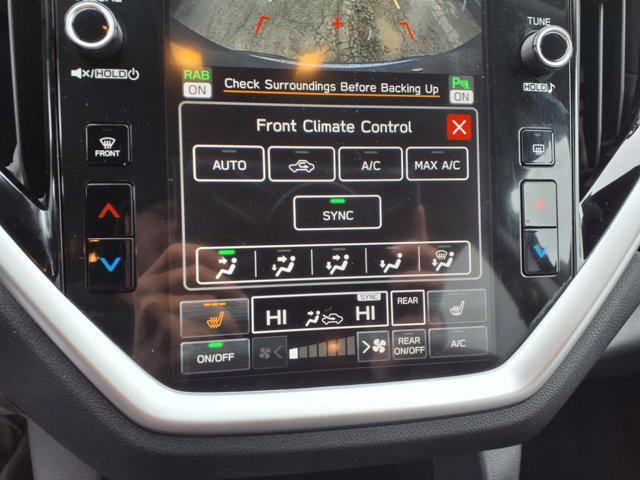 TUNE
HOLD
HOLD
RAB
ON
Check Surroundings Before Backing Up
ON
Front Climate Control
FRONT
AUTO
A/C
MAX A/C
SYNC
HI
SYNC
HI
REAR
ON/OFF
REAR
ON/OFF
A/C